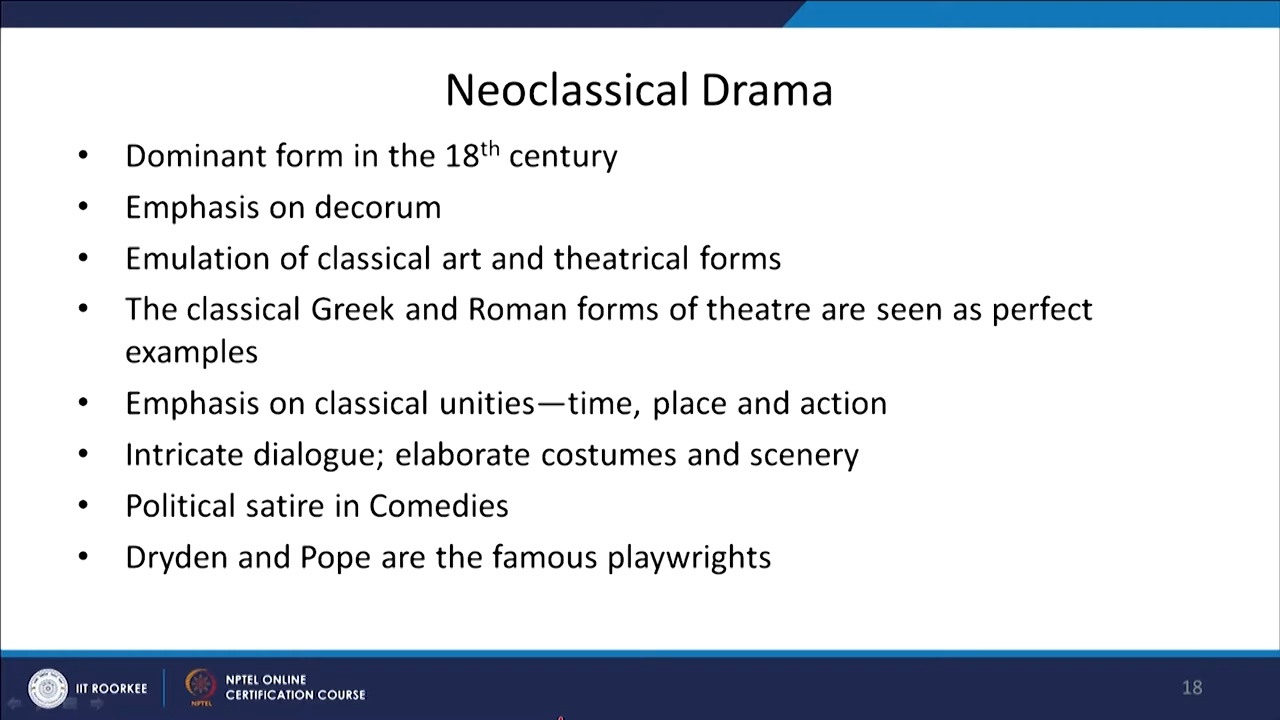 Neoclassical Drama
• Dominant form in the 18th century
• Emphasis on decorum
• Emulation of classical art and theatrical forms
• The classical Greek and Roman forms of theatre are seen as perfect
examples
• Emphasis on classical unities—time, place and action
• Intricate dialogue; elaborate costumes and scenery
• Political satire in Comedies
• Dryden and Pope are the famous playwrights
IIT ROORKEE
NPTEL
NPTEL ONLINE
CERTIFICATION COURSE
18